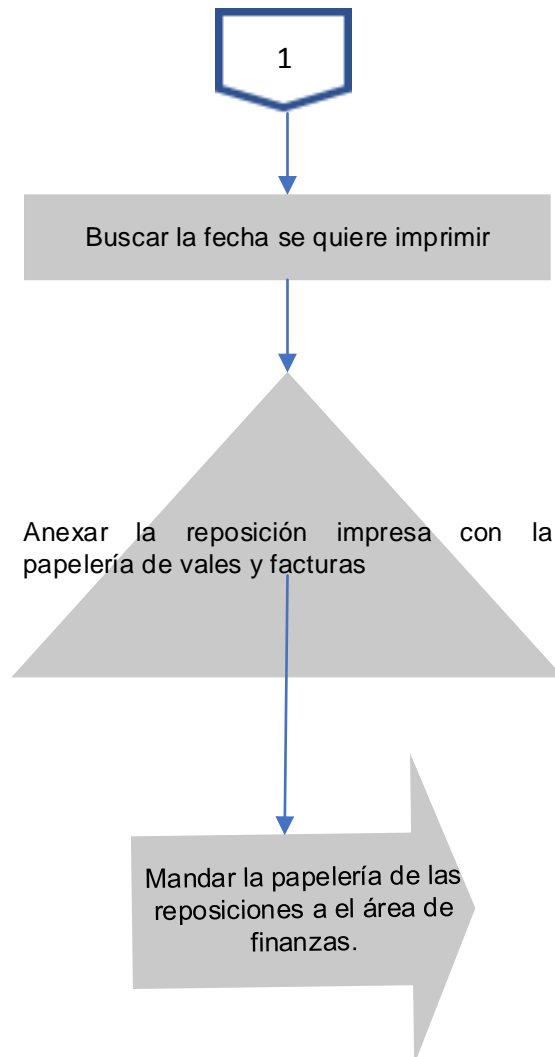 1
Buscar la fecha se quiere imprimir
Anexar la reposición impresa con la
papelería de vales y facturas
Mandar la papelería de las
reposiciones a el área de
finanzas.